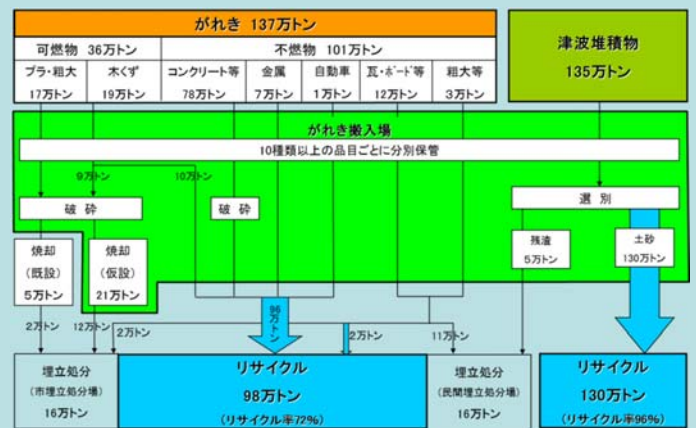 がれき 137万トン
可燃物 36万トン
不燃物 101万トン
プラ・粗大
17万トン
木くず
19万トン
コンクリート等
78万トン
金属
7万トン
自動車
1万トン
瓦・ボード等
12万トン
粗大等
3万トン
津波堆積物
135万トン
がれき搬入場
10種類以上の品目ごとに分別保管
9万トン
10万トン
破 砕
破 砕
選 別
焼却
(既設)
5万トン
焼却
(仮設)
21万トン
残渣
5万トン
土砂
130万トン
96万トン
2万トン
12万トン
2万トン
2万トン
11万トン
埋立処分
(市埋立処分場)
16万トン
リサイクル
98万トン
(リサイクル率72%)
埋立処分
(民間埋立処分場)
16万トン
リサイクル
130万トン
(リサイクル率96%)